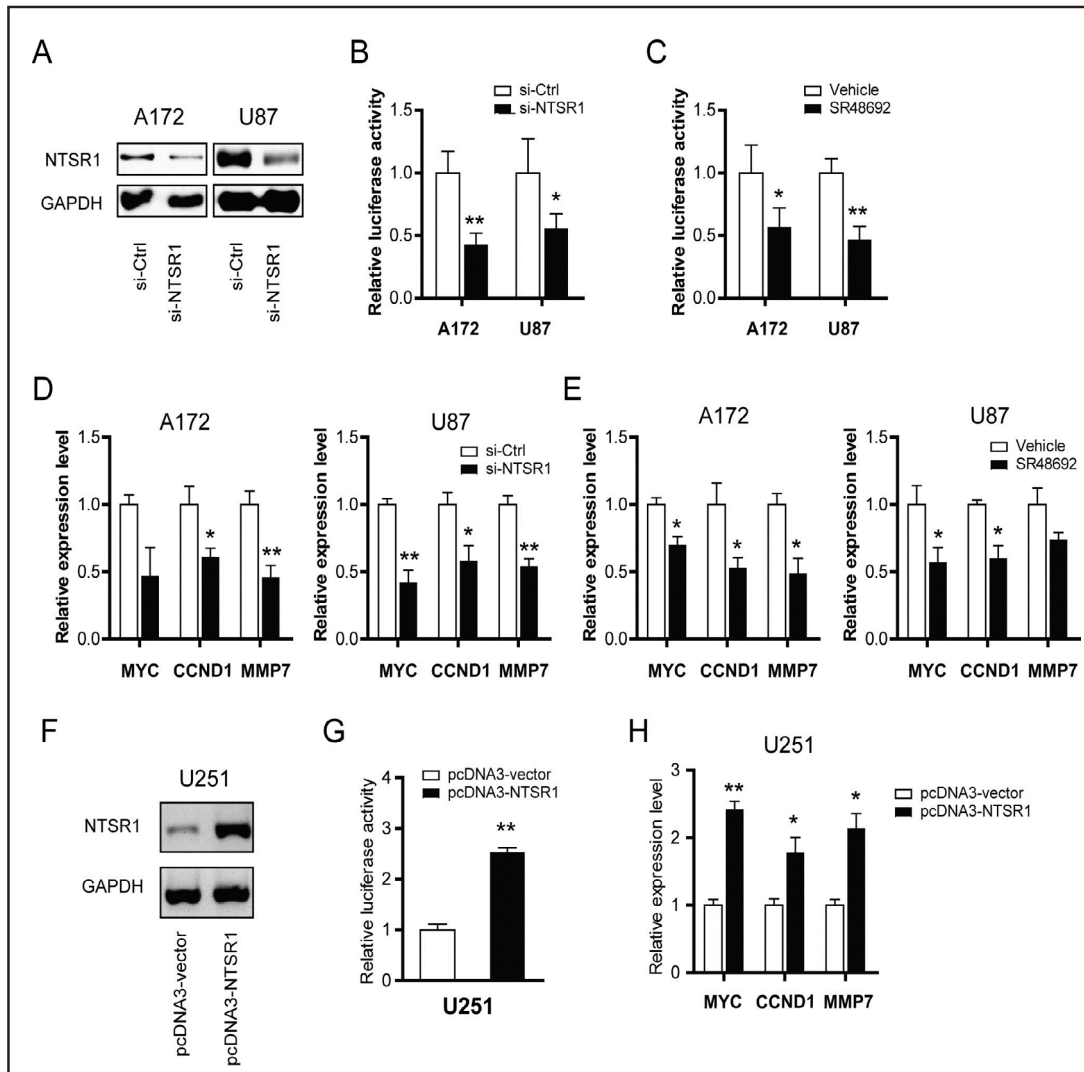 A
A172
U87
NTSR1
GAPDH
si-Ctrl
si-NTSR1
si-Ctrl
si-NTSR1
B
si-Ctrl
si-NTSR1
Relative luciferase activity
1.5
1.0
0.5
0.0
**
*
A172
U87
C
Vehicle
SR48692
Relative luciferase activity
1.5
1.0
0.5
0.0
*
**
A172
U87
D
A172
Relative expression level
1.5
1.0
0.5
0.0
*
**
MYC CCND1 MMP7
U87
si-Ctrl
si-NTSR1
Relative expression level
1.5
1.0
0.5
0.0
**
*
**
MYC CCND1 MMP7
E
A172
Relative expression level
1.5
1.0
0.5
0.0
*
*
*
MYC CCND1 MMP7
U87
Vehicle
SR48692
Relative expression level
1.5
1.0
0.5
0.0
*
*
MYC CCND1 MMP7
F
U251
NTSR1
GAPDH
pcDNA3-vector
pcDNA3-NTSR1
G
pcDNA3-vector
pcDNA3-NTSR1
Relative luciferase activity
4
3
2
1
0
**
U251
H
U251
pcDNA3-vector
pcDNA3-NTSR1
Relative expression level
3
2
1
0
**
*
*
MYC CCND1 MMP7